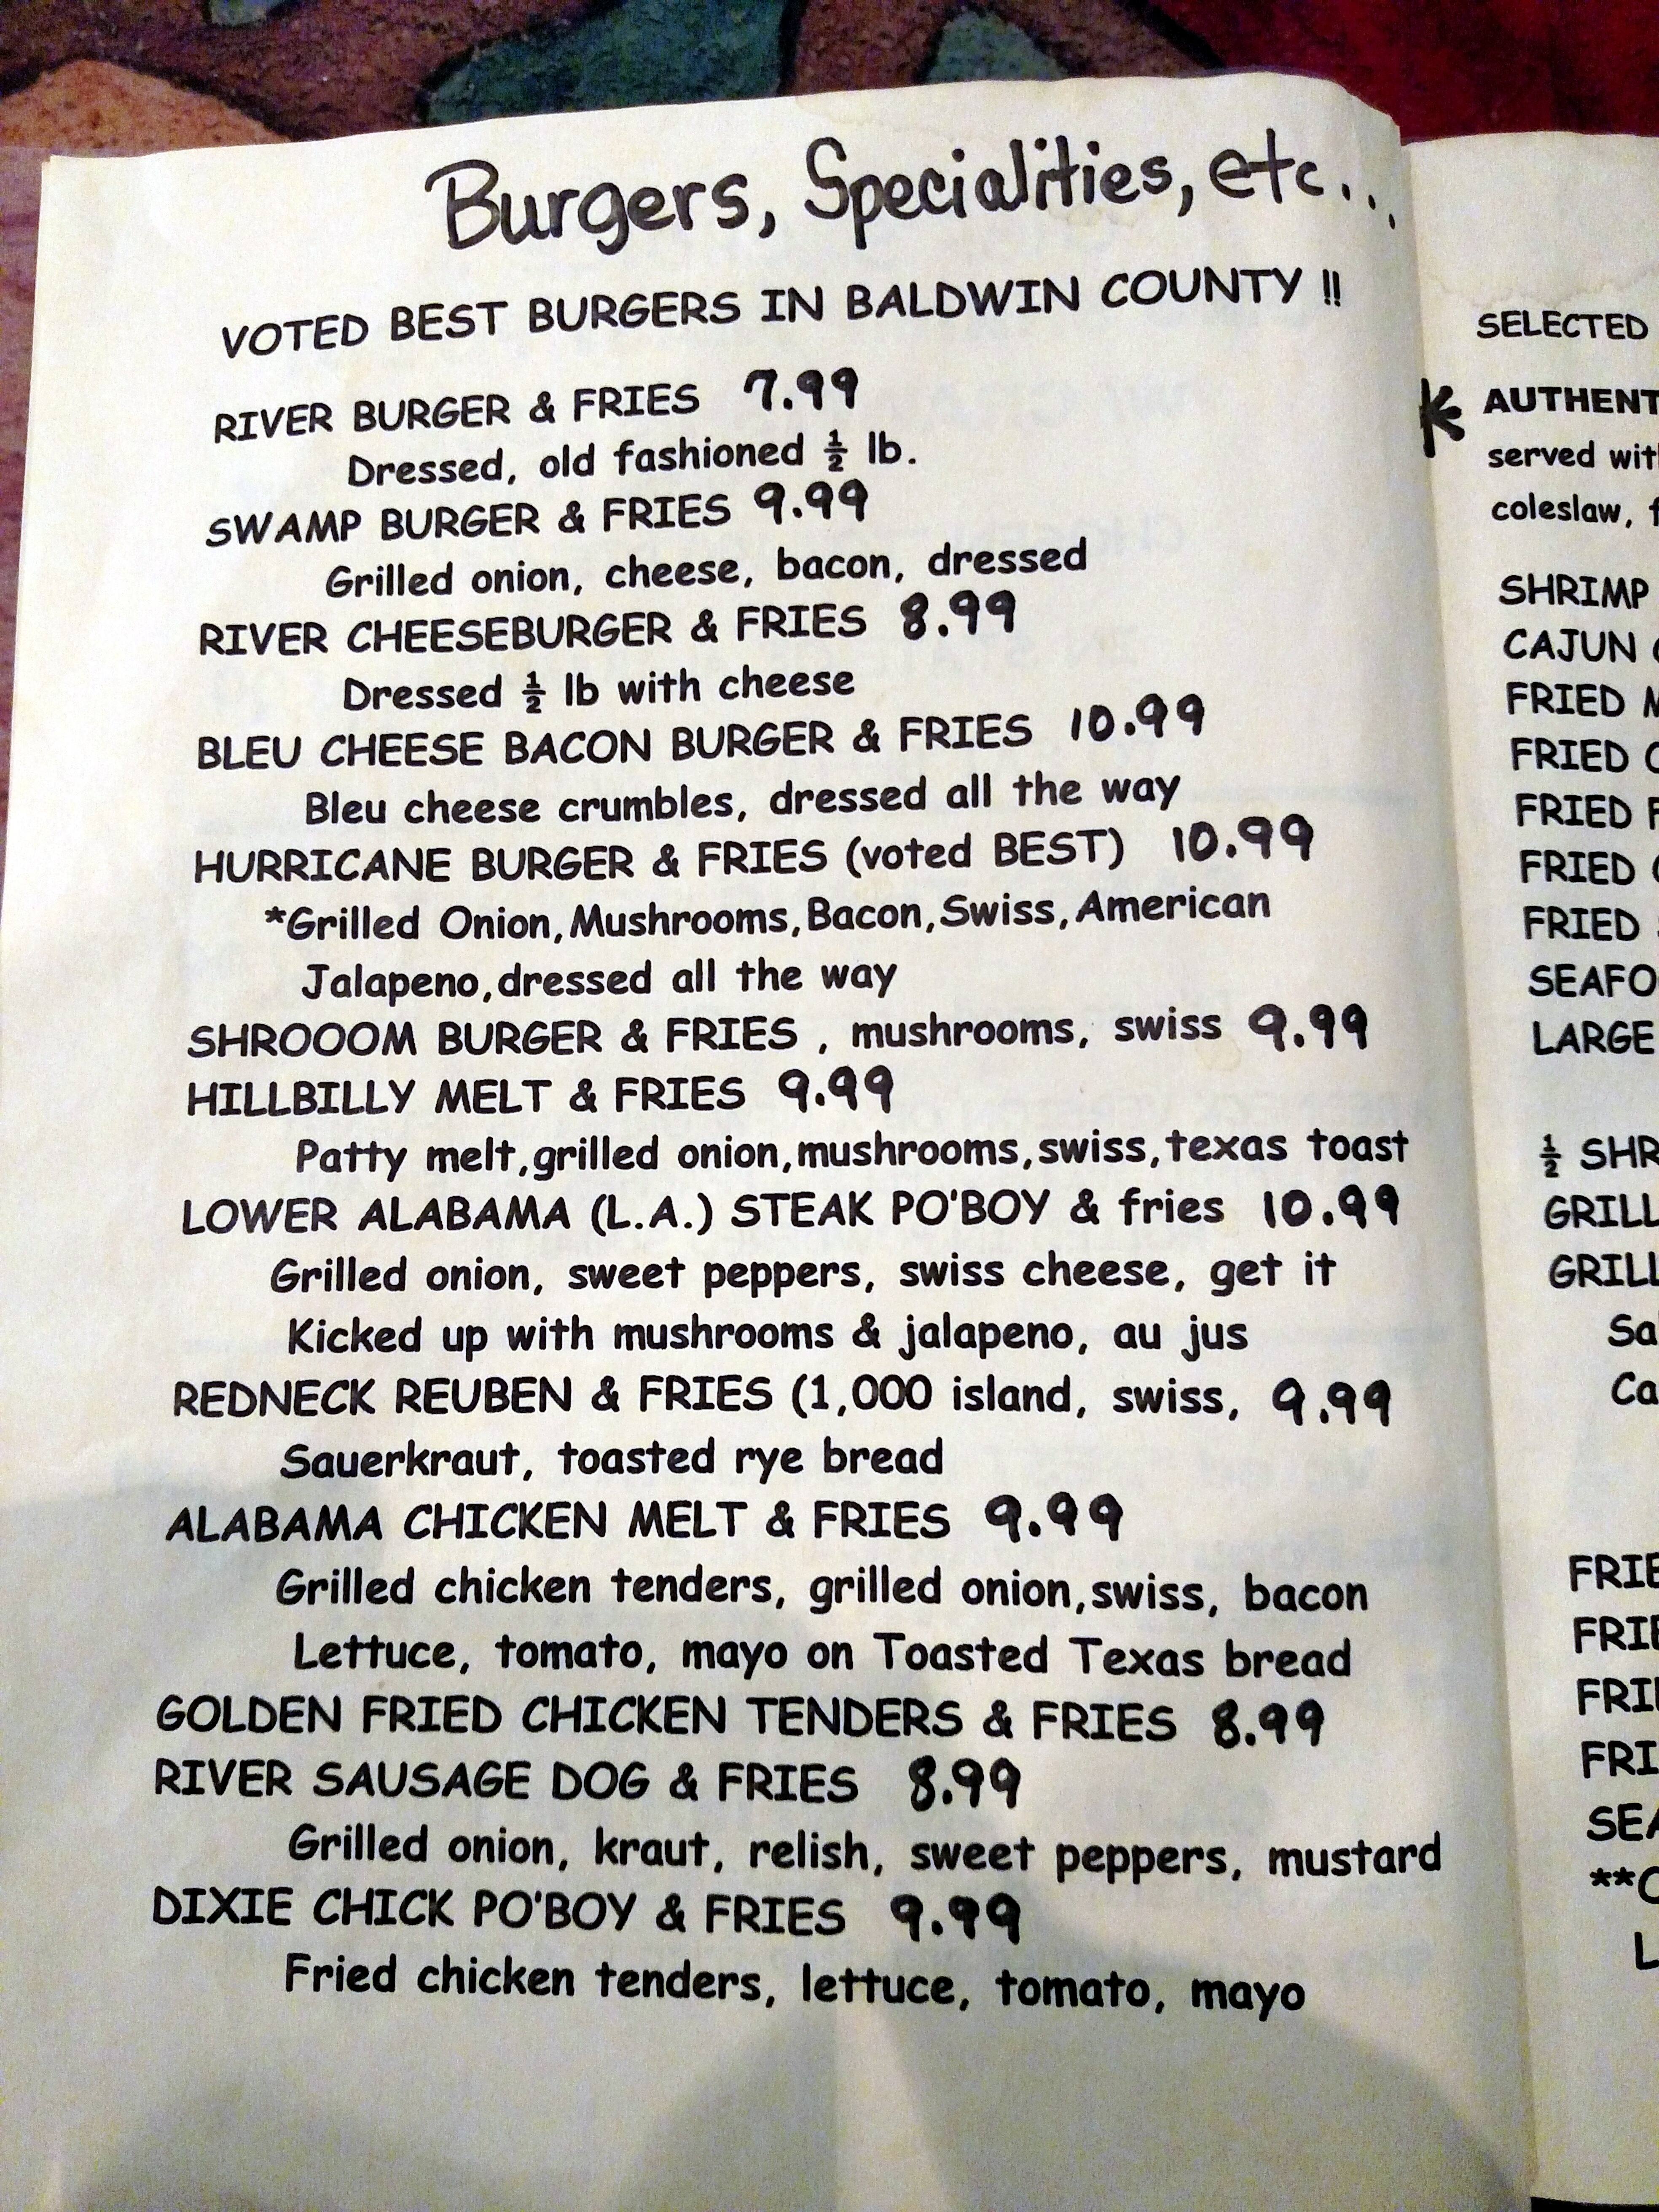 Burgers, Specialities, etc...
VOTED BEST BURGERS IN BALDWIN COUNTY !!
RIVER BURGER & FRIES 7.99
Dressed, old fashioned ½ lb.
SWAMP BURGER & FRIES 9.99
Grilled onion, cheese, bacon, dressed
RIVER CHEESEBURGER & FRIES 8.99
Dressed ½ lb with cheese
BLEU CHEESE BACON BURGER & FRIES 10.99
Bleu cheese crumbles, dressed all the way
HURRICANE BURGER & FRIES (voted BEST) 10.99
*Grilled Onion,Mushrooms,Bacon,Swiss,American
Jalapeno,dressed all the way
SHROOOM BURGER & FRIES , mushrooms, swiss 9.99
HILLBILLY MELT & FRIES 9.99
Patty melt,grilled onion,mushrooms,swiss,texas toast
LOWER ALABAMA (L.A.) STEAK PO'BOY & fries 10.99
Grilled onion, sweet peppers, swiss cheese, get it
Kicked up with mushrooms & jalapeno, au jus
REDNECK REUBEN & FRIES (1,000 island, swiss, 9.99
Sauerkraut, toasted rye bread
ALABAMA CHICKEN MELT & FRIES 9.99
Grilled chicken tenders, grilled onion,swiss, bacon
Lettuce, tomato, mayo on Toasted Texas bread
GOLDEN FRIED CHICKEN TENDERS & FRIES 8.99
RIVER SAUSAGE DOG & FRIES 8.99
Grilled onion, kraut, relish, sweet peppers, mustard
DIXIE CHICK PO'BOY & FRIES 9.99
Fried chicken tenders, lettuce, tomato, mayo
SELECTED
served
coleslaw,
SHRIMP
CAJUN
FRIED
FRIED
FRIED
FRIED
FRIED
LARGE
½